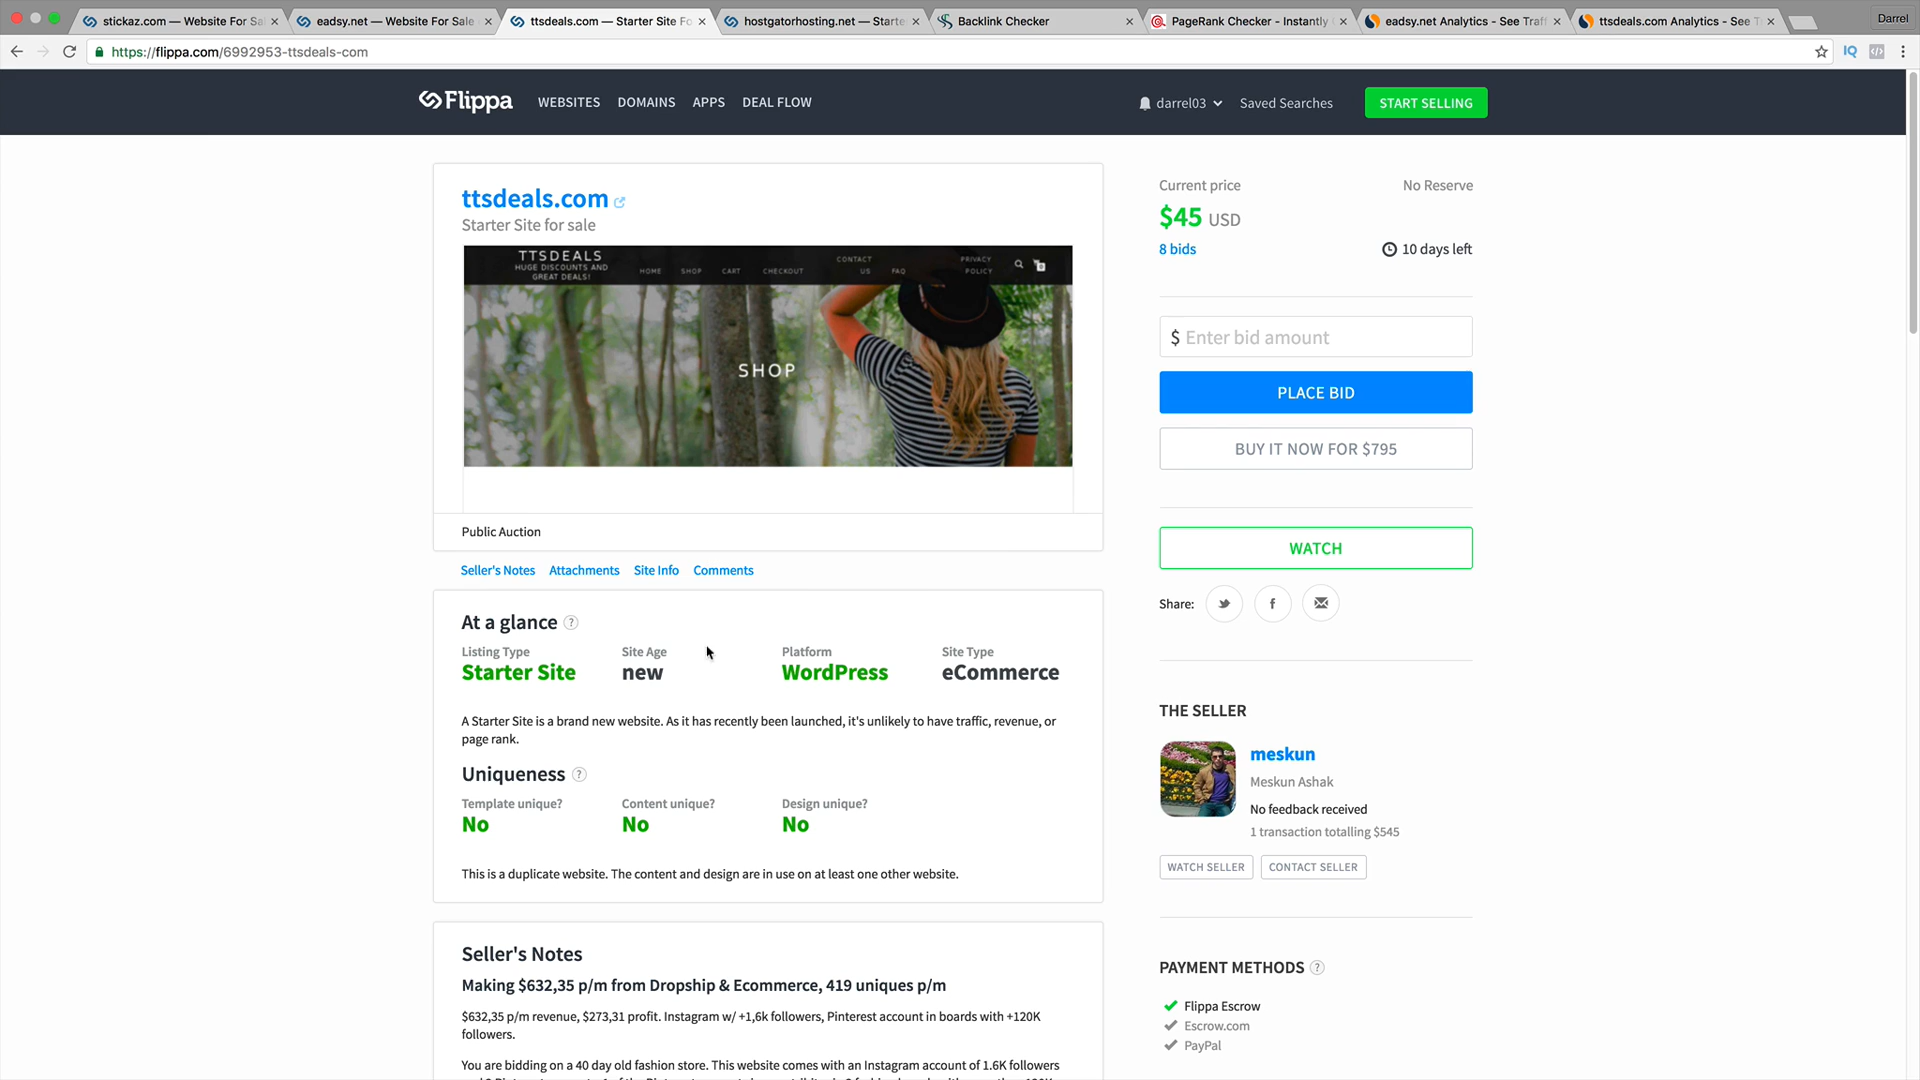 stickaz.com — Website For Sal
eadsy.net — Website For Sale
ttsdeals.com — Starter Site Fo
hostgatorhosting.net — Starte
Backlink Checker
PageRank Checker - Instantly
eadsy.net Analytics - See Traff
ttsdeals.com Analytics - See T
Darrel
https://flippa.com/6992953-ttsdeals-com
IQ
Flippa
WEBSITES
DOMAINS
APPS
DEAL FLOW
darrel03
Saved Searches
START SELLING
ttsdeals.com
Starter Site for sale
TTSDEALS
HUGE DISCOUNTS AND
GREAT DEALS!
HOME
SHOP
CART
CHECKOUT
CONTACT
US
FAQ
PRIVACY
POLICY
SHOP
Public Auction
Seller's Notes
Attachments
Site Info
Comments
At a glance ?
Listing Type
Starter Site
Site Age
new
Platform
WordPress
Site Type
eCommerce
A Starter Site is a brand new website. As it has recently been launched, it's unlikely to have traffic, revenue, or
page rank.
Uniqueness ?
Template unique?
No
Content unique?
No
Design unique?
No
This is a duplicate website. The content and design are in use on at least one other website.
Seller's Notes
Making $632,35 p/m from Dropship & Ecommerce, 419 uniques p/m
$632,35 p/m revenue, $273,31 profit. Instagram w/ +1,6k followers, Pinterest account in boards with +120K
followers.
You are bidding on a 40 day old fashion store. This website comes with an Instagram account of 1.6K followers
Current price
No Reserve
$45 USD
8 bids
10 days left
$ Enter bid amount
PLACE BID
BUY IT NOW FOR $795
WATCH
Share:
THE SELLER
meskun
Meskun Ashak
No feedback received
1 transaction totalling $545
WATCH SELLER
CONTACT SELLER
PAYMENT METHODS ?
Flippa Escrow
Escrow.com
PayPal